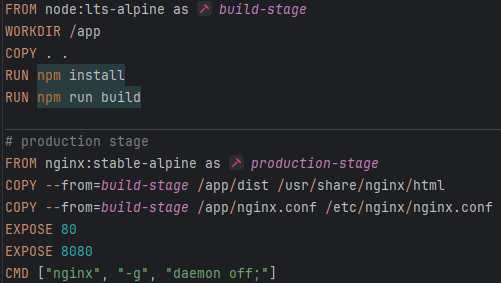 FROM node:lts-alpine as build-stage
WORKDIR /app
COPY . .
RUN npm install
RUN npm run build
# production stage
FROM nginx:stable-alpine as production-stage
COPY --from=build-stage /app/dist /usr/share/nginx/html
COPY --from=build-stage /app/nginx.conf /etc/nginx/nginx.conf
EXPOSE 80
EXPOSE 8080
CMD ["nginx", "-g", "daemon off;"]